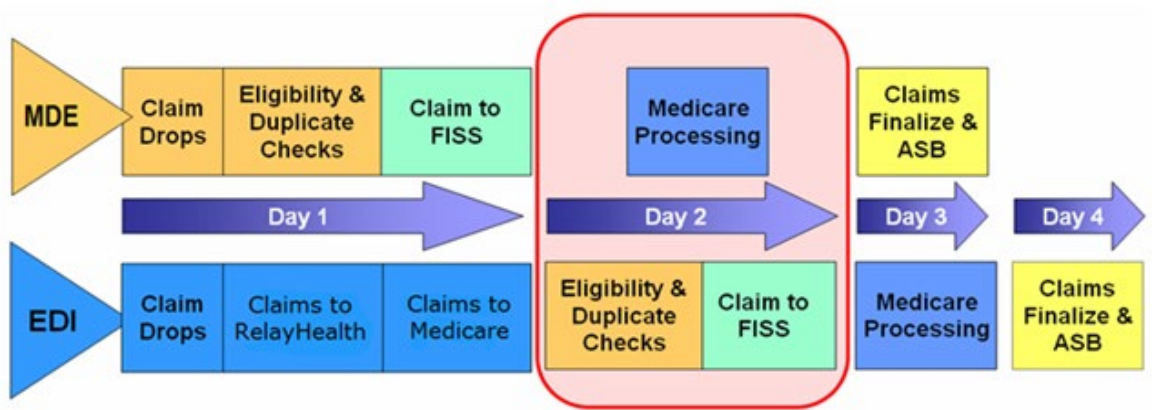 MDE
Claim
Drops
Eligibility &
Duplicate
Checks
Claim to
FISS
Medicare
Processing
Claims
Finalize &
ASB
Day 1
Day 2
Day 3
Day 4
EDI
Claim
Drops
Claims to
RelayHealth
Claims to
Medicare
Eligibility &
Duplicate
Checks
Claim to
FISS
Medicare
Processing
Claims
Finalize &
ASB